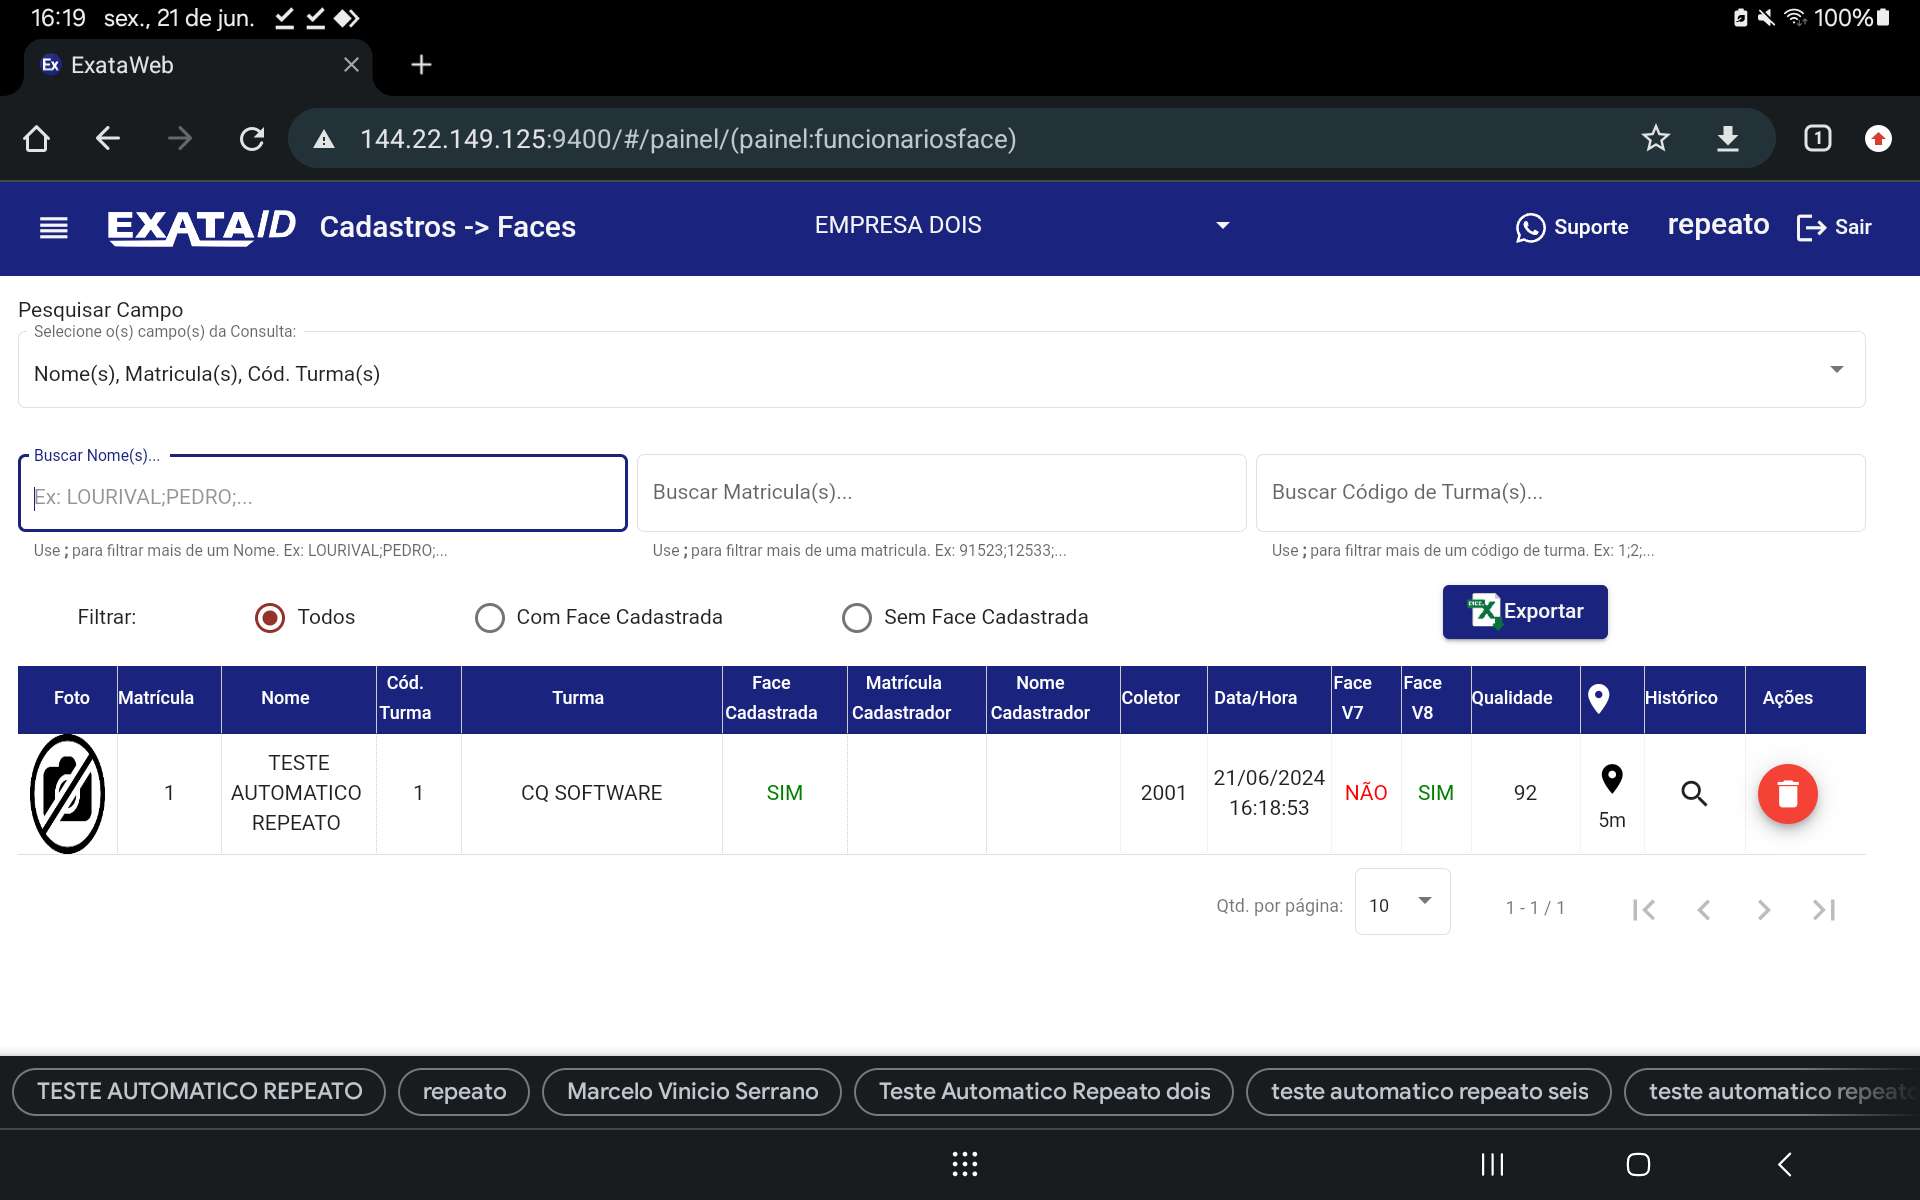 16:19 sex., 21 de jun. 100%
Ex ExataWeb
144.22.149.125:9400/#/painel/(painel:funcionariosface) 1
EXATA/ID Cadastros -> Faces EMPRESA DOIS Suporte repeato Sair
Pesquisar Campo
Selecione o(s) campo(s) da Consulta:
Nome(s), Matricula(s), Cód. Turma(s)
Buscar Nome(s)...
Ex: LOURIVAL;PEDRO;... Buscar Matricula(s)... Buscar Código de Turma(s)...
Use ; para filtrar mais de um Nome. Ex: LOURIVAL;PEDRO;... Use ; para filtrar mais de uma matricula. Ex: 91523;12533;... Use ; para filtrar mais de um código de turma. Ex: 1;2;...
Filtrar: Todos Com Face Cadastrada Sem Face Cadastrada Exportar
Foto Matrícula Nome Cód. Turma Turma Face Cadastrada Matrícula Cadastrador Nome Cadastrador Coletor Data/Hora Face V7 Face V8 Qualidade Histórico Ações
1 TESTE AUTOMATICO REPEATO 1 CQ SOFTWARE SIM 2001 21/06/2024 16:18:53 NÃO SIM 92 5m
Qtd. por página: 10 1 - 1 / 1
TESTE AUTOMATICO REPEATO repeato Marcelo Vinicio Serrano Teste Automatico Repeato dois teste automatico repeato seis teste automatico repeato